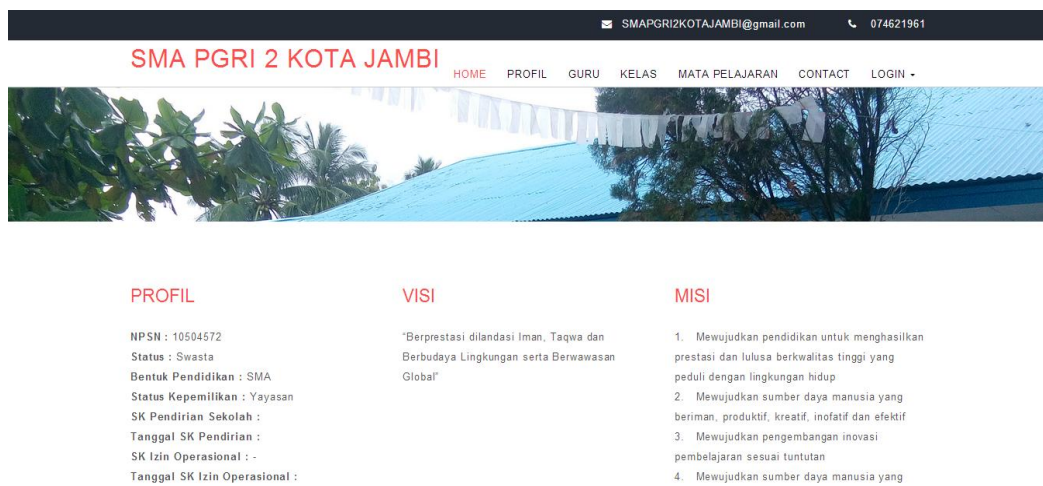 SMAPGRI2KOTAJAMBI@gmail.com 074621961
SMA PGRI 2 KOTA JAMBI
HOME PROFIL GURU KELAS MATA PELAJARAN CONTACT LOGIN
PROFIL
NPSN : 10504572
Status : Swasta
Bentuk Pendidikan : SMA
Status Kepemilikan : Yayasan
SK Pendirian Sekolah :
Tanggal SK Pendirian :
SK Izin Operasional : -
Tanggal SK Izin Operasional :
VISI
"Berprestasi dilandasi Iman, Taqwa dan
Berbudaya Lingkungan serta Berwawasan
Global"
MISI
1. Mewujudkan pendidikan untuk menghasilkan
prestasi dan lulusa berkwalitas tinggi yang
peduli dengan lingkungan hidup
2. Mewujudkan sumber daya manusia yang
beriman, produktif, kreatif, inofatif dan efektif
3. Mewujudkan pengembangan inovasi
pembelajaran sesuai tuntutan
4. Mewujudkan sumber daya manusia yang